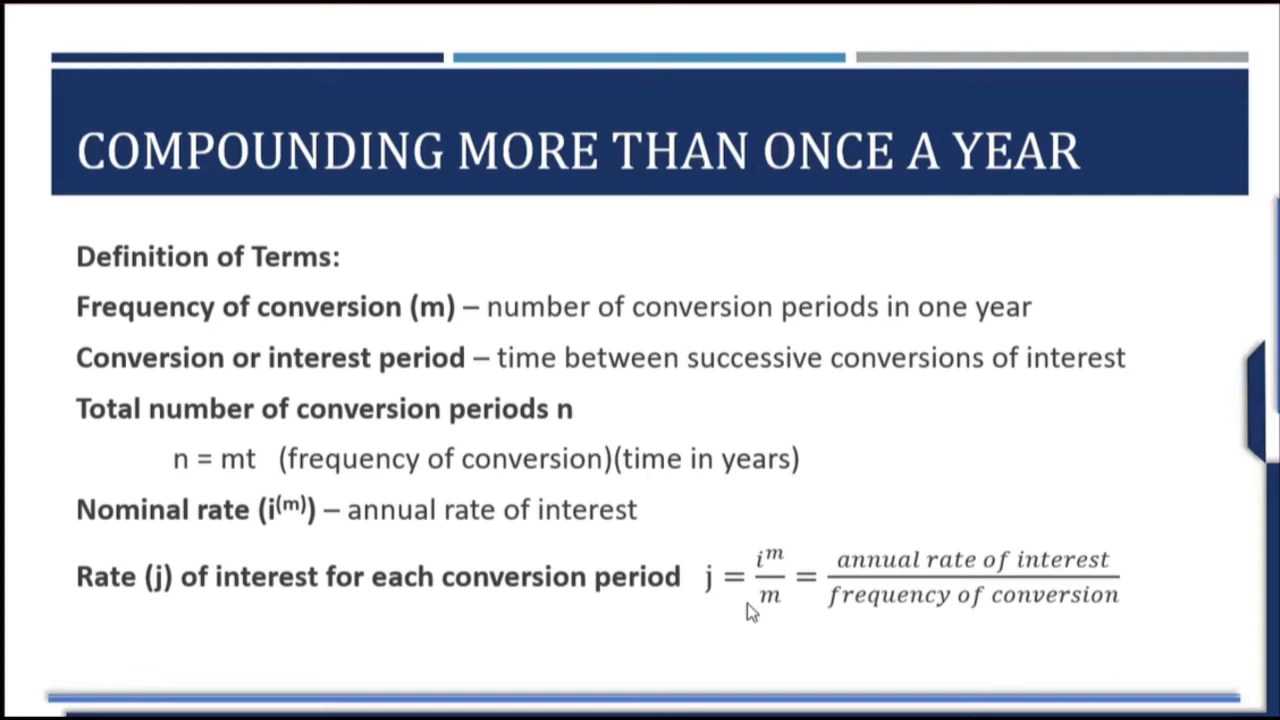 COMPOUNDING MORE THAN ONCE A YEAR
Definition of Terms:
Frequency of conversion (m) – number of conversion periods in one year
Conversion or interest period – time between successive conversions of interest
Total number of conversion periods n
n = mt (frequency of conversion)(time in years)
Nominal rate (i⁽ᵐ⁾) – annual rate of interest
Rate (j) of interest for each conversion period j = iᵐ/m = annual rate of interest/frequency of conversion